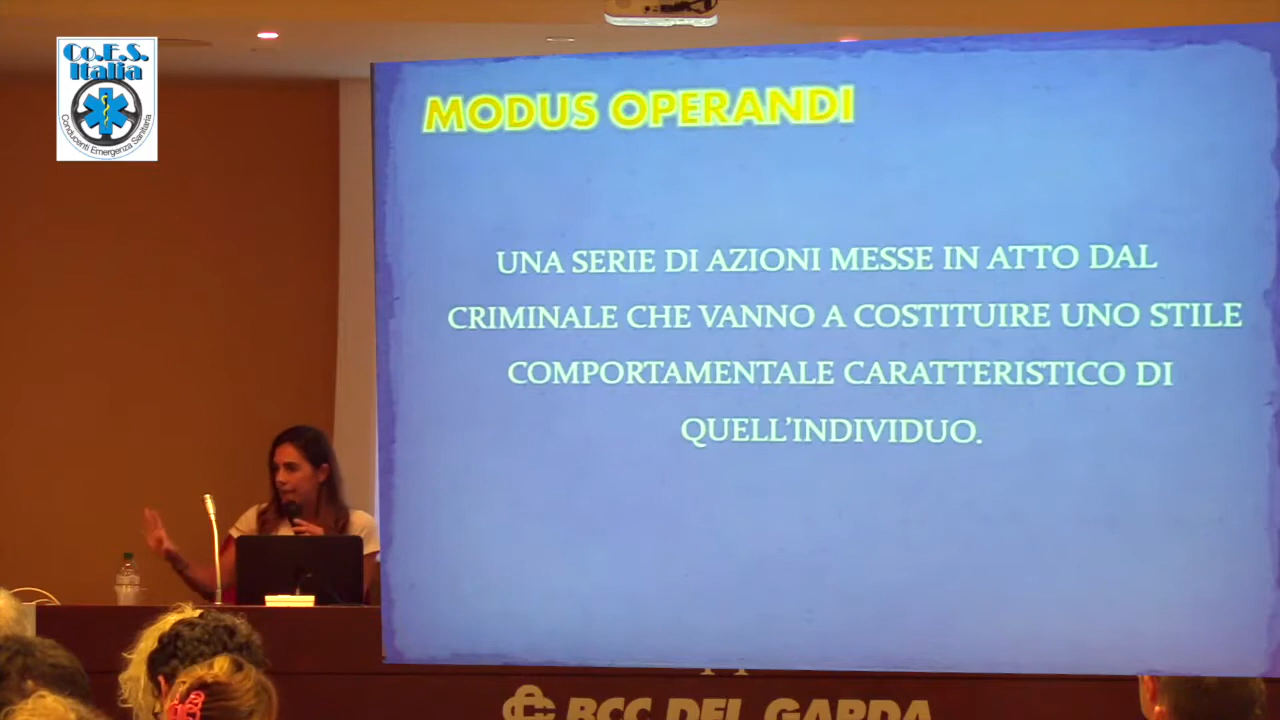 Co.E.S.
Italia
Conducenti Emergenza Sanitaria
MODUS OPERANDI
UNA SERIE DI AZIONI MESSE IN ATTO DAL
CRIMINALE CHE VANNO A COSTITUIRE UNO STILE
COMPORTAMENTALE CARATTERISTICO DI
QUELL'INDIVIDUO.
BCC DEL GARDA